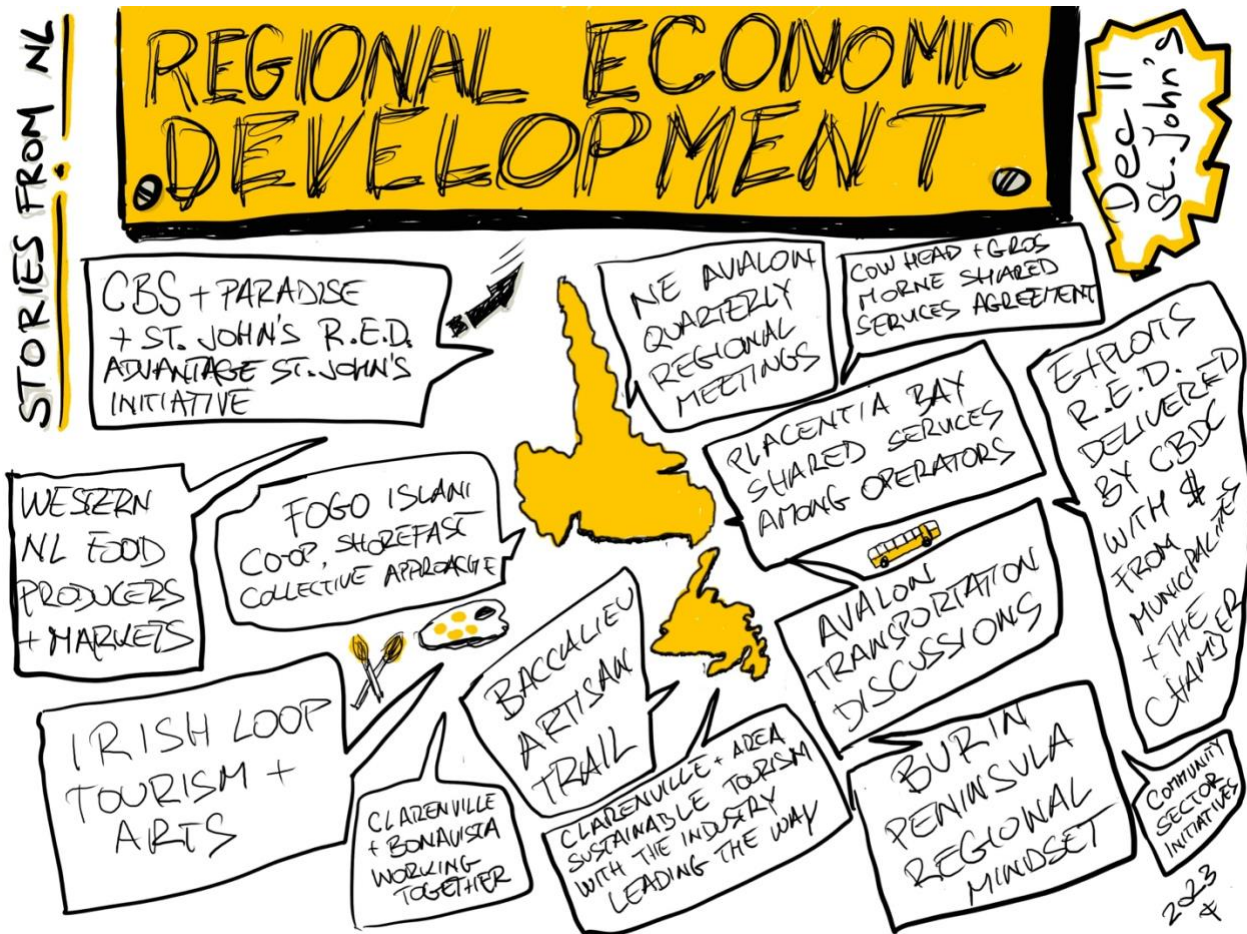 STORIES FROM NL
REGIONAL ECONOMIC
DEVELOPMENT
Dec 11
St. John's
CBS + PARADISE
+ ST. JOHN'S R.E.D.
ADVANTAGE ST. JOHN'S
INITIATIVE
NE AVALON
QUARTERLY
REGIONAL
MEETINGS
COW HEAD + GROS
MORNE SHARED
SERVICES AGREEMENT
WESTERN
NL FOOD
PRODUCERS
+ MARKETS
FOGO ISLAND
CO-OP, SHOREFAST
COLLECTIVE APPROACH
PLACENTIA BAY
SHARED SERVICES
AMONG OPERATORS
EXPLOITS
R.E.D.
DELIVERED
BY CBDC
WITH $
FROM
MUNICIPALITIES
+ THE
CHAMBER
IRISH LOOP
TOURISM +
ARTS
CLARENVILLE
+ BONAVISTA
WORKING
TOGETHER
BACCALIEU
ARTISAN
TRAIL
CLARENVILLE + AREA
SUSTAINABLE TOURISM
WITH THE INDUSTRY
LEADING THE WAY
AVALON
TRANSPORTATION
DISCUSSIONS
BURIN
PENINSULA
REGIONAL
MINDSET
COMMUNITY
SECTOR
INITIATIVES
2023